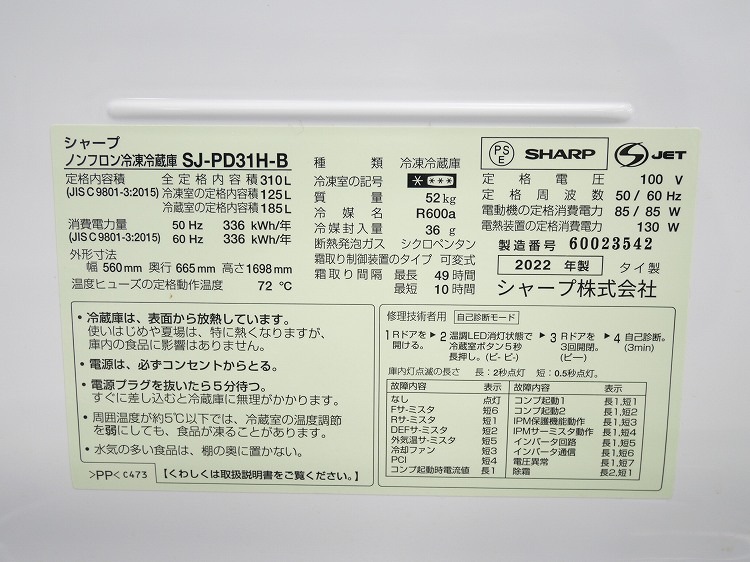 シャープ
ノンフロン冷凍冷蔵庫 SJ-PD31H-B
定格内容積 全定格内容積 310L
(JIS C 9801-3:2015) 冷凍室の定格内容積 125L
冷蔵室の定格内容積 185L
消費電力量 50 Hz 336 kWh/年
(JIS C 9801-3:2015) 60 Hz 336 kWh/年
外形寸法
幅 560mm 奥行 665mm 高さ 1698mm
温度ヒューズの定格動作温度 72 ℃
種類 冷凍冷蔵庫
冷凍室の記号 * ***
質量 52kg
冷媒名 R600a
冷媒封入量 36 g
断熱発泡ガス シクロペンタン
霜取り制御装置のタイプ 可変式
霜取り間隔 最長 49時間
最短 10時間
PS
E
SHARP
S JET
定格電圧 100 V
定格周波数 50/60 Hz
電動機の定格消費電力 85/85 W
電熱装置の定格消費電力 130 W
製造番号 60023542
2022 年製 タイ製
シャープ株式会社
・冷蔵庫は、表面から放熱しています。
使いはじめや夏場は、特に熱くなりますが、
庫内の食品に影響はありません。
・電源は、必ずコンセントからとる。
・電源プラグを抜いたら5分待つ。
すぐに差し込むと冷蔵庫に無理がかかります。
・周囲温度が約5℃以下では、冷蔵室の温度調節
を弱にしても、食品が凍ることがあります。
・水気の多い食品は、棚の奥に置かない。
>PP< C473 【くわしくは取扱説明書をご覧ください。】
修理技術者用 自己診断モード
1 Rドアを開ける。
▶ 2 温調LED消灯状態で冷蔵室ボタン5秒長押し。(ピ・ピ・)
▶ 3 Rドアを3回開閉。(ピー)
▶ 4 自己診断。(3min)
庫内灯点滅の長さ 長：2秒点灯 短：0.5秒点灯。
故障内容 表示
なし 点灯
Fサーミスタ 短6
Rサーミスタ 短1
DEFサーミスタ 短2
外気温サーミスタ 短5
冷却ファン 短3
PCI 短4
コンプ起動時電流値 長1
故障内容 表示
コンプ起動1 長1,短1
コンプ起動2 長1,短2
IPM保護機能動作 長1,短3
IPMサーミスタ動作 長1,短4
インバータ回路 長1,短5
インバータ通信 長1,短6
電圧異常 長1,短7
除霜 長2,短1